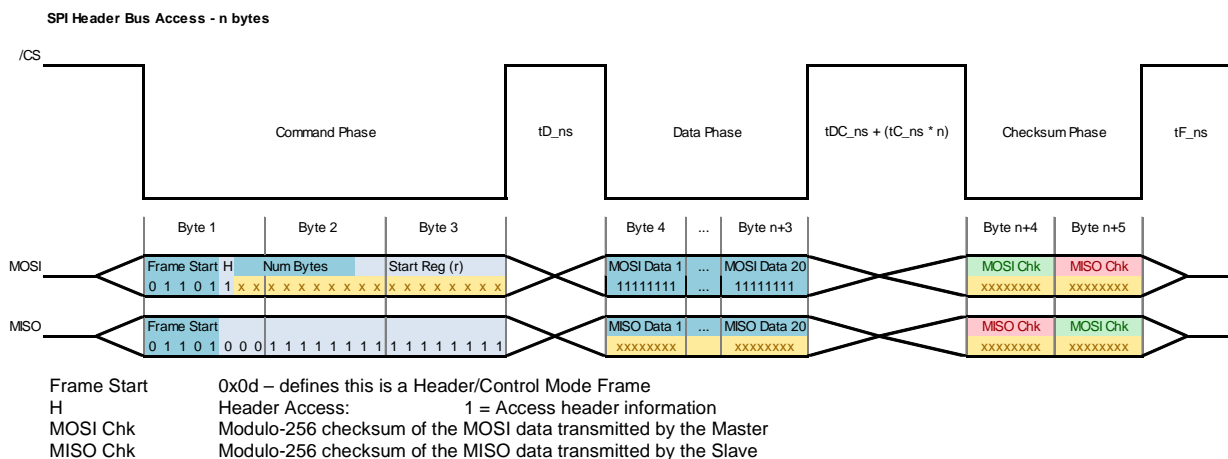 SPI Header Bus Access - n bytes
/CS
Command Phase tD_ns Data Phase tDC_ns + (tC_ns * n) Checksum Phase tF_ns
Byte 1 Byte 2 Byte 3 Byte 4 ... Byte n+3 Byte n+4 Byte n+5
MOSI Frame Start H Num Bytes Start Reg (r) MOSI Data 1 ... MOSI Data 20 MOSI Chk MISO Chk
0 1 1 0 1 1 x x x x x x x x x x x x x x x x x x 11111111 ... 11111111 xxxxxxxx xxxxxxxx
MISO Frame Start MISO Data 1 ... MISO Data 20 MISO Chk MOSI Chk
0 1 1 0 1 0 0 0 1 1 1 1 1 1 1 1 1 1 1 1 1 1 1 1 xxxxxxxx ... xxxxxxxx xxxxxxxx xxxxxxxx
Frame Start 0x0d – defines this is a Header/Control Mode Frame
H Header Access: 1 = Access header information
MOSI Chk Modulo-256 checksum of the MOSI data transmitted by the Master
MISO Chk Modulo-256 checksum of the MISO data transmitted by the Slave